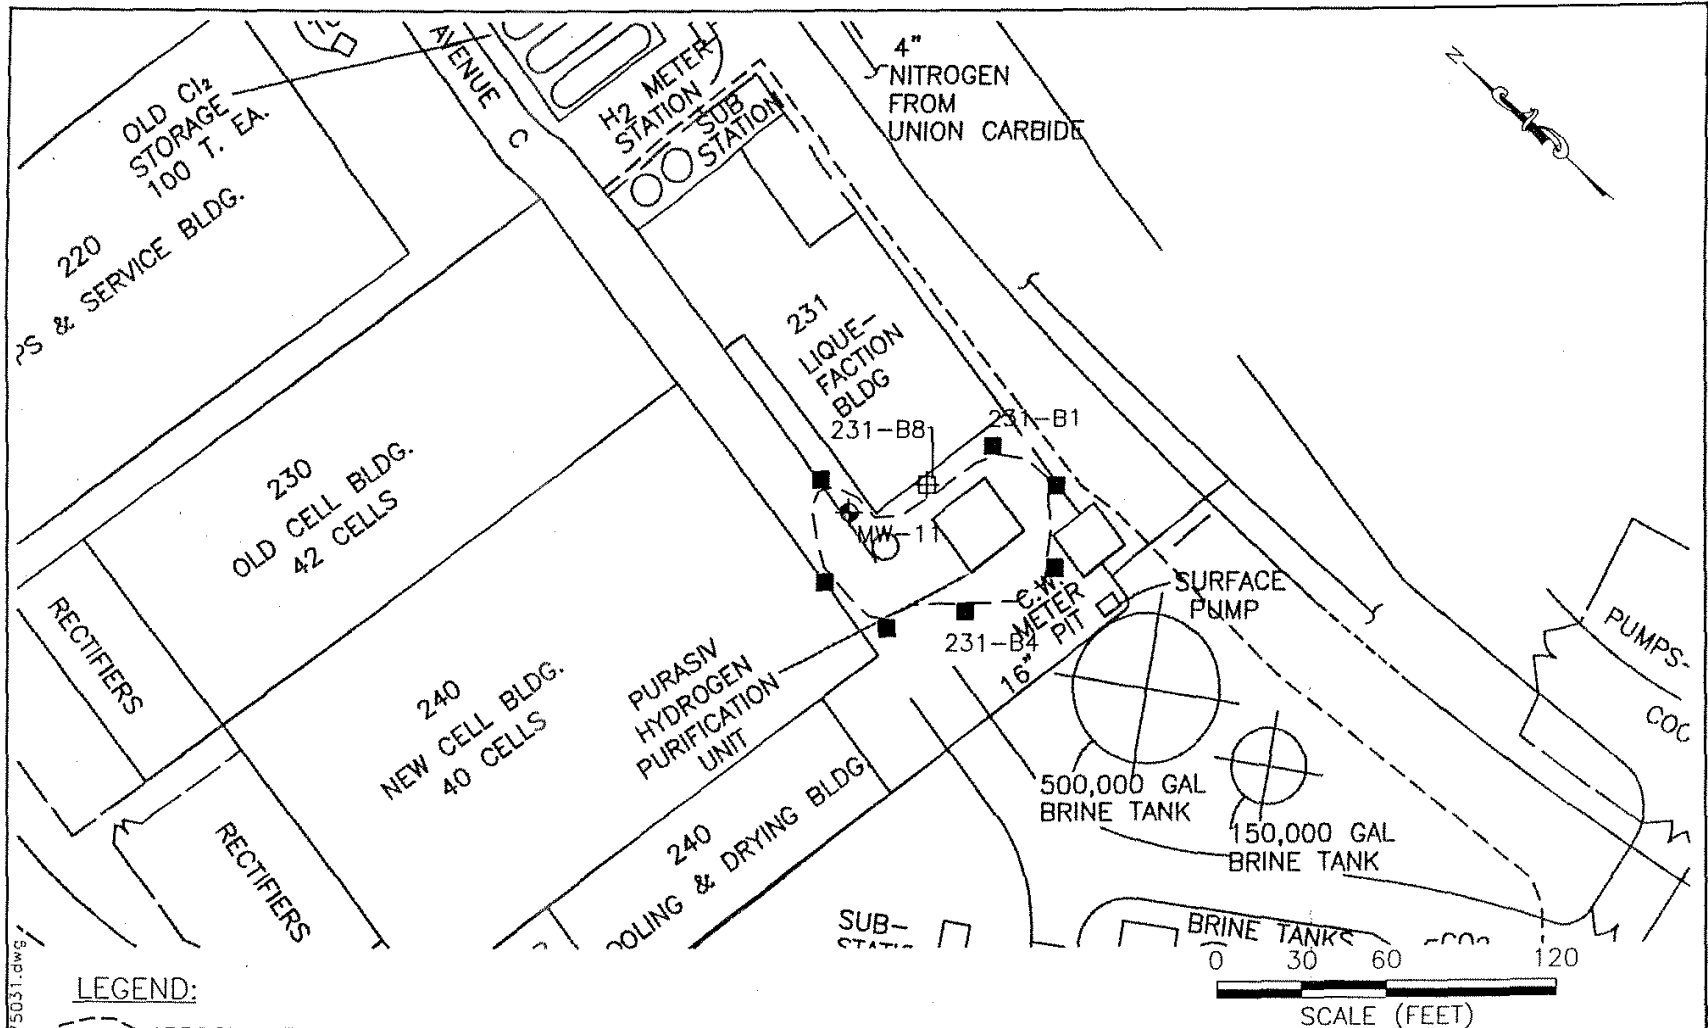 OLD Cl₂
STORAGE
100 T. EA.
AVENUE C
H2 METER
STATION
SUB
STATION
4"
NITROGEN
FROM
UNION CARBIDE
N
220
& SERVICE BLDG.
231
LIQUE-
FACTION
BLDG
231-B8
231-B1
230
OLD CELL BLDG.
42 CELLS
MW-11
RECTIFIERS
C.W.
METER
PIT
16"
SURFACE
PUMP
231-B4
PURASIV
HYDROGEN
PURIFICATION
UNIT
240
NEW CELL BLDG.
40 CELLS
PUMPS-
500,000 GAL
BRINE TANK
150,000 GAL
BRINE TANK
RECTIFIERS
240
OOLING & DRYING BLDG.
SUB-
BRINE TANKS
0 30 60 120
SCALE (FEET)
75031.dwg
LEGEND: